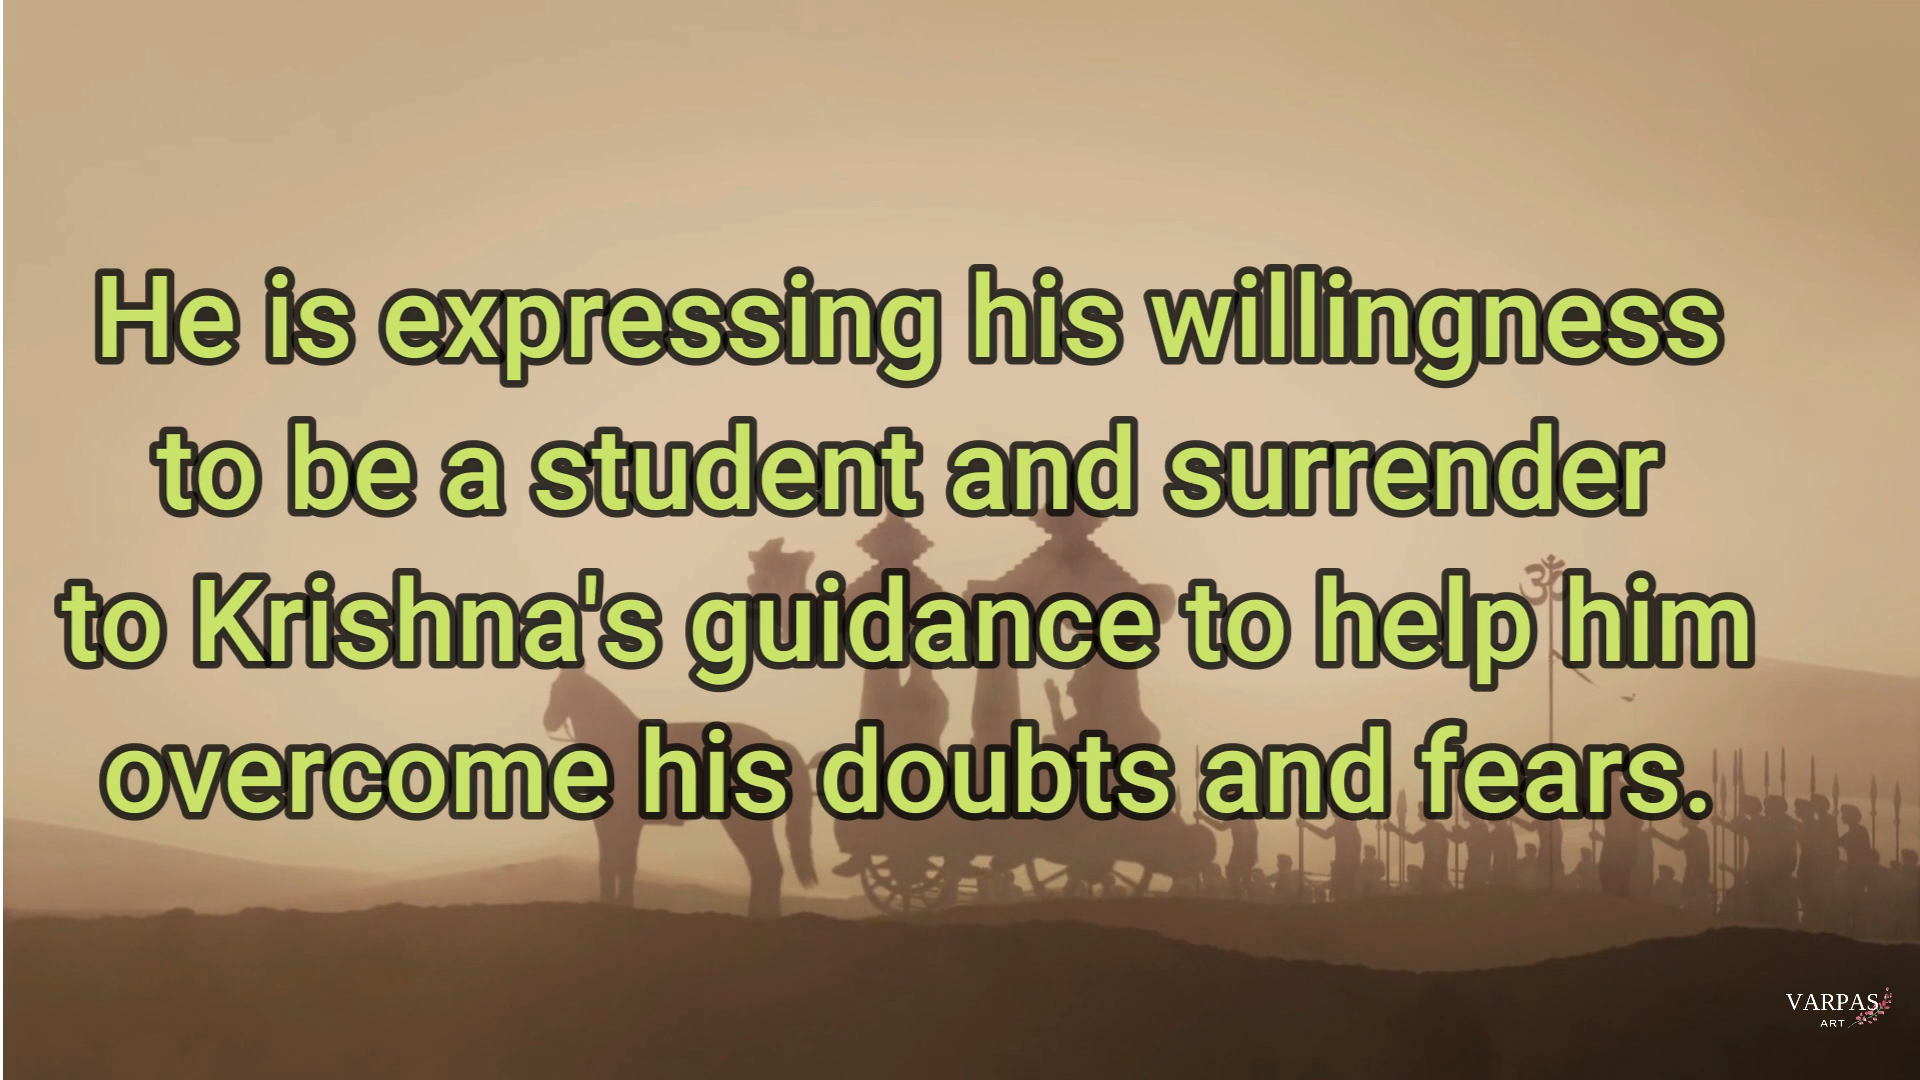 He is expressing his willingness
to be a student and surrender
to Krishna's guidance to help him
overcome his doubts and fears.
ॐ
VARPAS
ART